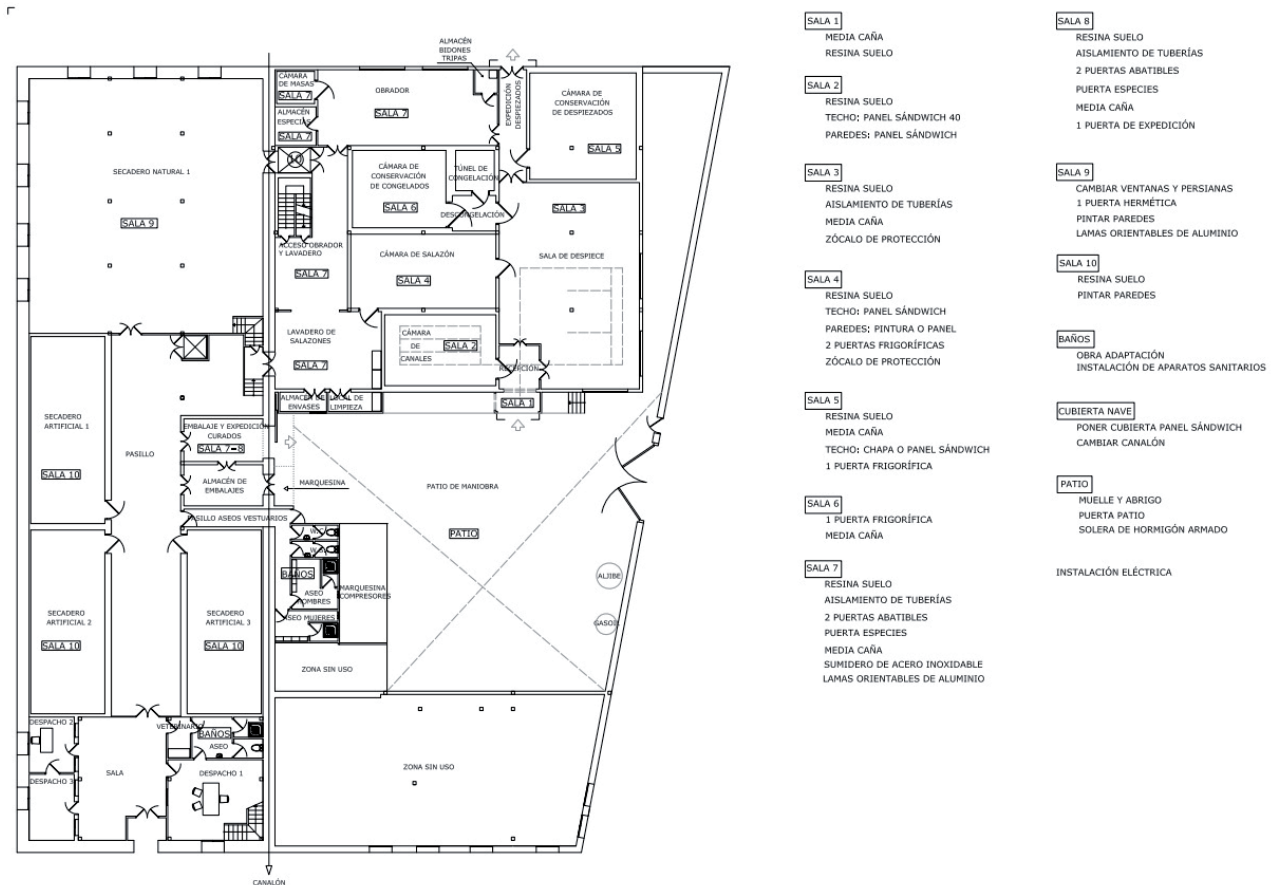 ALMACÉN
BIDONES
TRIPAS
CÁMARA
DE MASAS
SALA 7
OBRADOR
SALA 7
ALMACÉN
ESPECIAS
SALA 7
EXPEDICIÓN
DESPIEZADOS
CÁMARA DE
CONSERVACIÓN
DE DESPIEZADOS
SALA 5
SECADERO NATURAL 1
SALA 9
CÁMARA DE
CONSERVACIÓN
DE CONGELADOS
SALA 6
TÚNEL DE
CONGELACIÓN
DESCONGELACIÓN
SALA 3
SALA DE DESPIECE
ACCESO OBRADOR
Y LAVADERO
SALA 7
CÁMARA DE SALAZÓN
SALA 4
LAVADERO DE
SALAZONES
SALA 7
CÁMARA
DE
CANALES
SALA 2
RECEPCIÓN
SALA 1
ALMACÉN DE
ENVASES
LOCAL DE
LIMPIEZA
SECADERO
ARTIFICIAL 1
SALA 10
PASILLO
EMBALAJE Y EXPEDICIÓN
CURADOS
SALA 7-8
ALMACÉN DE
EMBALAJES
MARQUESINA
PATIO DE MANIOBRA
PATIO
PASILLO ASEOS VESTUARIOS
W.C
W.C
BAÑOS
ASEO
HOMBRES
ASEO MUJERES
MARQUESINA
COMPRESORES
ALJIBE
GASOIL
SECADERO
ARTIFICIAL 2
SALA 10
SECADERO
ARTIFICIAL 3
SALA 10
ZONA SIN USO
DESPACHO 2
VETERINARIO
BAÑOS
ASEO
DESPACHO 3
SALA
DESPACHO 1
ZONA SIN USO
CANALÓN
SALA 1
MEDIA CAÑA
RESINA SUELO
SALA 2
RESINA SUELO
TECHO: PANEL SÁNDWICH 40
PAREDES: PANEL SÁNDWICH
SALA 3
RESINA SUELO
AISLAMIENTO DE TUBERÍAS
MEDIA CAÑA
ZÓCALO DE PROTECCIÓN
SALA 4
RESINA SUELO
TECHO: PANEL SÁNDWICH
PAREDES: PINTURA O PANEL
2 PUERTAS FRIGORÍFICAS
ZÓCALO DE PROTECCIÓN
SALA 5
RESINA SUELO
MEDIA CAÑA
TECHO: CHAPA O PANEL SÁNDWICH
1 PUERTA FRIGORÍFICA
SALA 6
1 PUERTA FRIGORÍFICA
MEDIA CAÑA
SALA 7
RESINA SUELO
AISLAMIENTO DE TUBERÍAS
2 PUERTAS ABATIBLES
PUERTA ESPECIES
MEDIA CAÑA
SUMIDERO DE ACERO INOXIDABLE
LAMAS ORIENTABLES DE ALUMINIO
SALA 8
RESINA SUELO
AISLAMIENTO DE TUBERÍAS
2 PUERTAS ABATIBLES
PUERTA ESPECIES
MEDIA CAÑA
1 PUERTA DE EXPEDICIÓN
SALA 9
CAMBIAR VENTANAS Y PERSIANAS
1 PUERTA HERMÉTICA
PINTAR PAREDES
LAMAS ORIENTABLES DE ALUMINIO
SALA 10
RESINA SUELO
PINTAR PAREDES
BAÑOS
OBRA ADAPTACIÓN
INSTALACIÓN DE APARATOS SANITARIOS
CUBIERTA NAVE
PONER CUBIERTA PANEL SÁNDWICH
CAMBIAR CANALÓN
PATIO
MUELLE Y ABRIGO
PUERTA PATIO
SOLERA DE HORMIGÓN ARMADO
INSTALACIÓN ELÉCTRICA